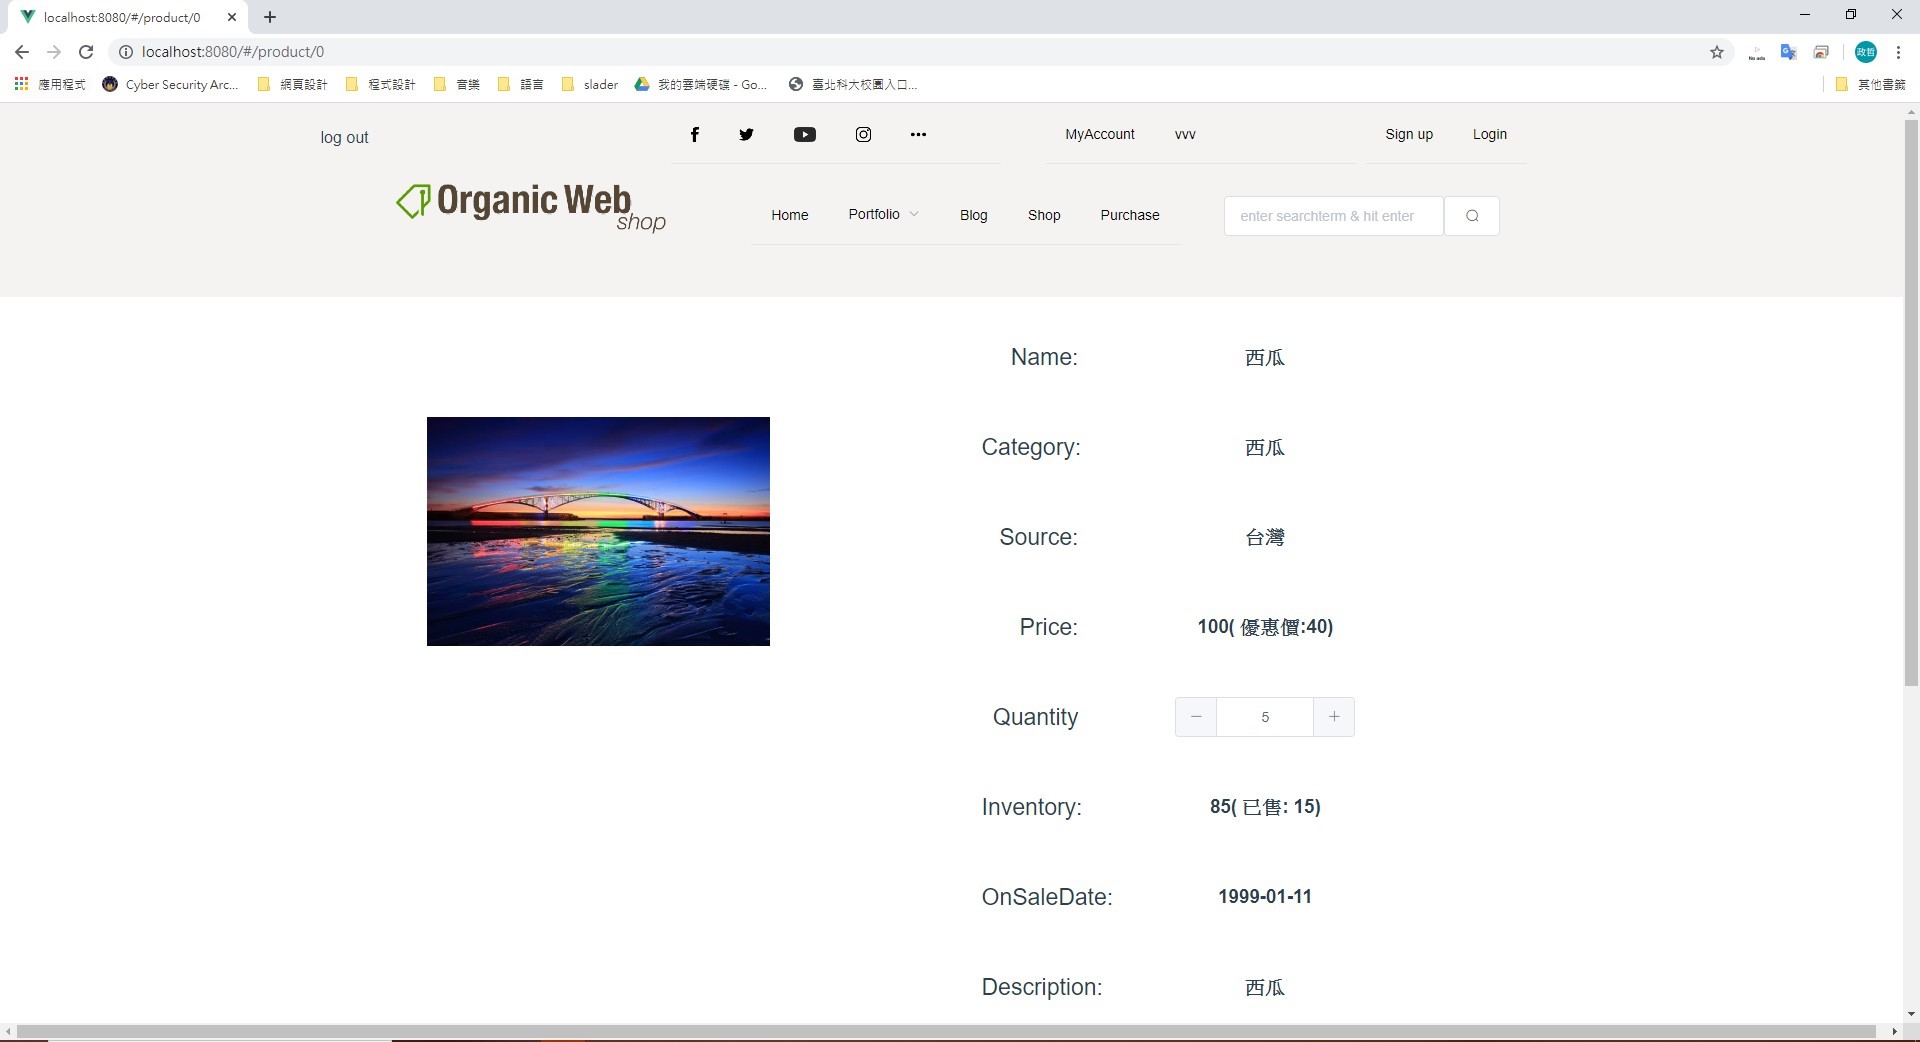 localhost:8080/#/product/0
localhost:8080/#/product/0
No ads
政哲
應用程式
Cyber Security Arc...
網頁設計
程式設計
音樂
語言
slader
我的雲端硬碟 - Go...
臺北科大校園入口...
其他書籤
log out
MyAccount
vvv
Sign up
Login
Organic Web
shop
Home
Portfolio
Blog
Shop
Purchase
enter searchterm & hit enter
Name: 西瓜
Category: 西瓜
Source: 台灣
Price: 100( 優惠價:40)
Quantity 5
Inventory: 85( 已售: 15)
OnSaleDate: 1999-01-11
Description: 西瓜